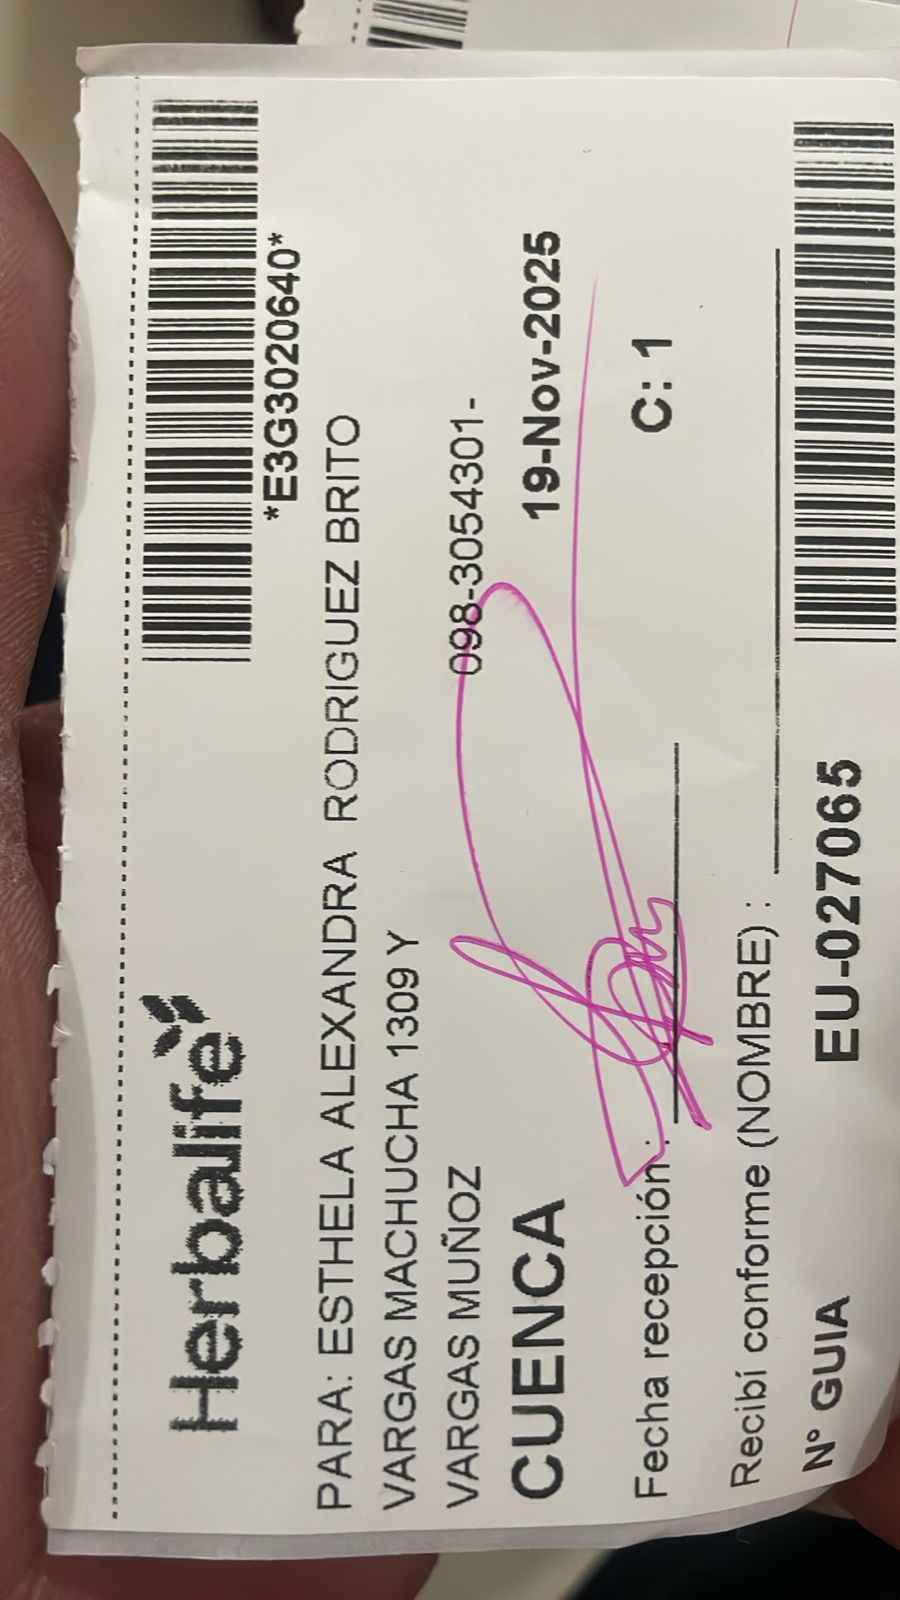 *E3G3020640*
Herbalife
PARA: ESTHELA ALEXANDRA RODRIGUEZ BRITO
VARGAS MACHUCHA 1309 Y
VARGAS MUÑOZ 098-3054301-
CUENCA 19-Nov-2025
Fecha recepción : C: 1
Recibí conforme (NOMBRE) :
N° GUIA EU-027065